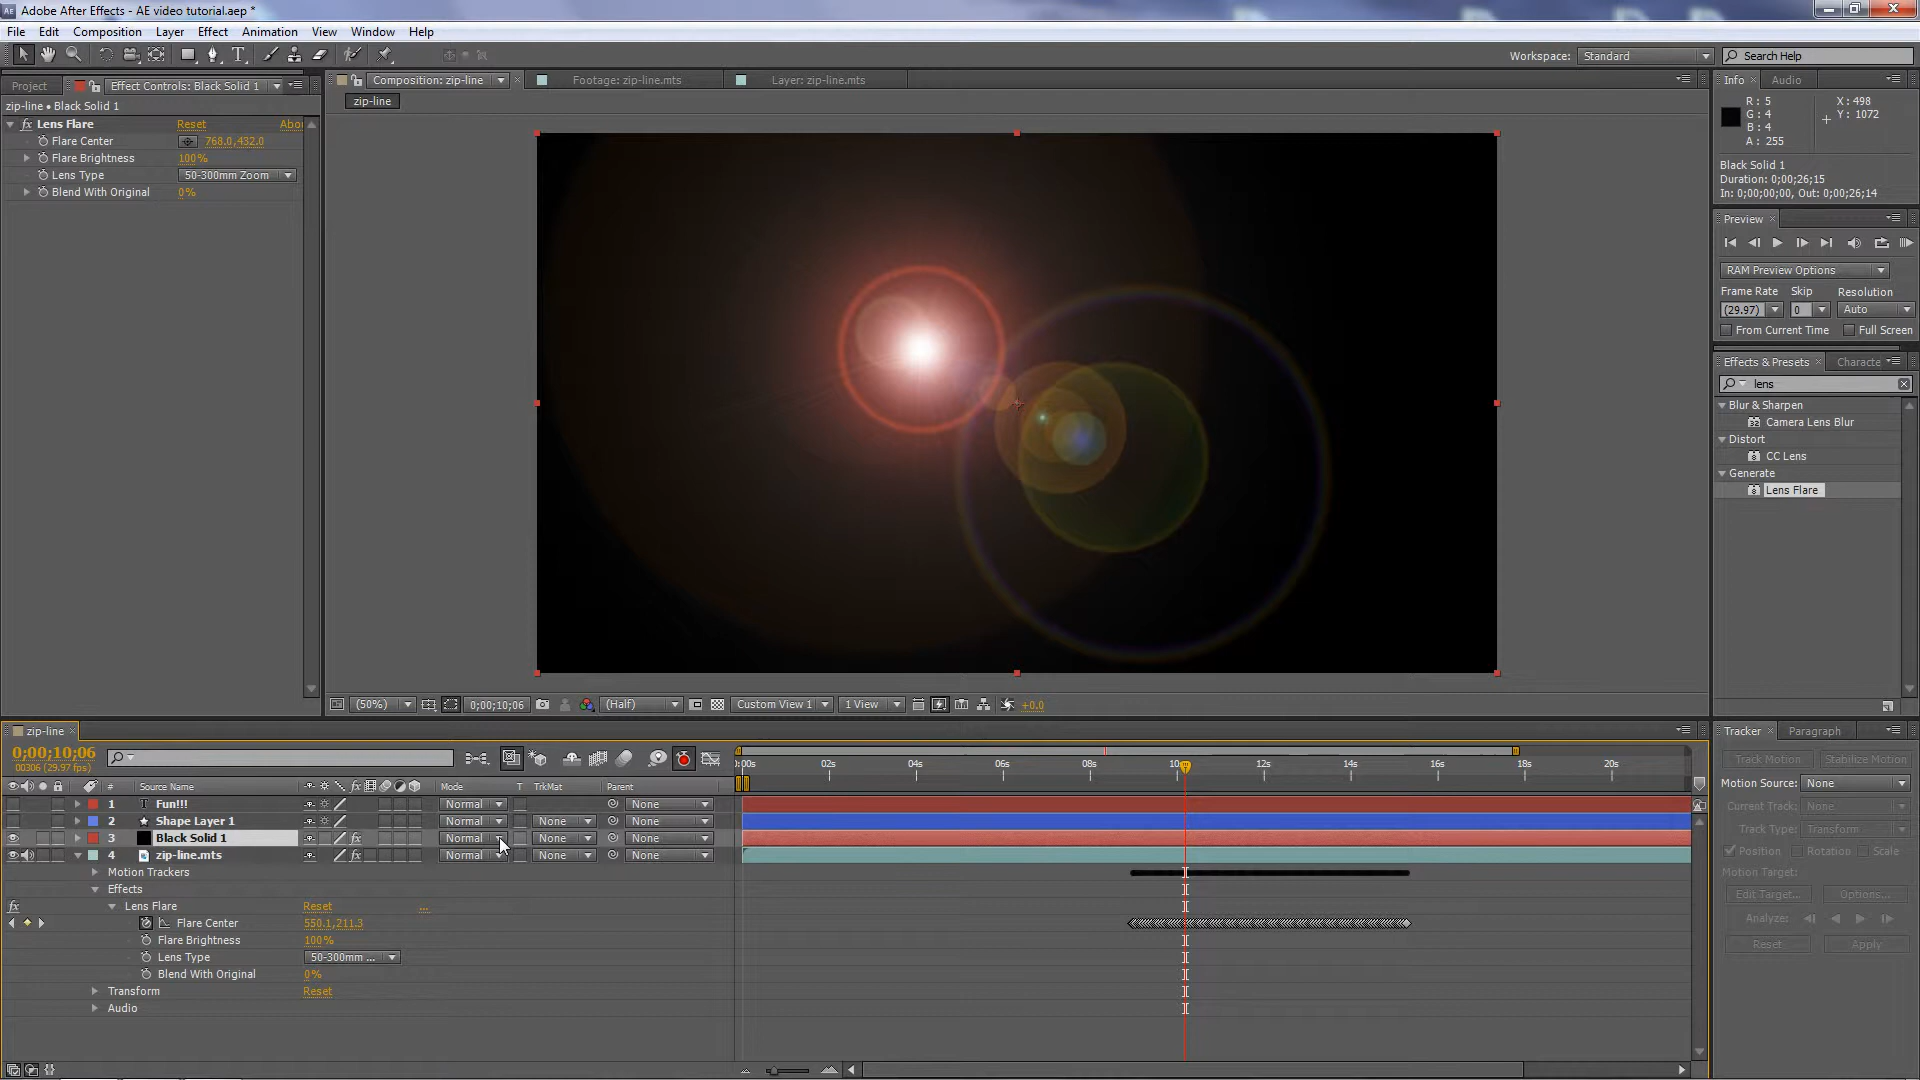 Adobe After Effects - AE video tutorial.aep *
File Edit Composition Layer Effect Animation View Window Help
Workspace: Standard Search Help
Project Effect Controls: Black Solid 1
zip-line • Black Solid 1
fx Lens Flare Reset Abou
Flare Center 768.0,432.0
Flare Brightness 100%
Lens Type 50-300mm Zoom
Blend With Original 0%
Composition: zip-line Footage: zip-line.mts Layer: zip-line.mts
zip-line
(50%) 0;00;10;06 (Half) Custom View 1 1 View +0.0
Info Audio
R : 5 X : 498
G : 4 Y : 1072
B : 4
A : 255
Black Solid 1
Duration: 0;00;26;15
In: 0;00;00;00, Out: 0;00;26;14
Preview
RAM Preview Options
Frame Rate Skip Resolution
(29.97) 0 Auto
From Current Time Full Screen
Effects & Presets Characte
lens
Blur & Sharpen
32 Camera Lens Blur
Distort
8 CC Lens
Generate
8 Lens Flare
zip-line
0;00;10;06
00306 (29.97 fps)
# Source Name fx Mode T TrkMat Parent
1 T Fun!!! Normal None
2 Shape Layer 1 Normal None None
3 Black Solid 1 fx Normal None None
4 zip-line.mts fx Normal None None
Motion Trackers
Effects
fx Lens Flare Reset ...
Flare Center 550.1,211.3
Flare Brightness 100%
Lens Type 50-300mm ...
Blend With Original 0%
Transform Reset
Audio
0:00s 02s 04s 06s 08s 10s 12s 14s 16s 18s 20s
Tracker Paragraph
Track Motion Stabilize Motion
Motion Source: None
Current Track: None
Track Type: Transform
Position Rotation Scale
Motion Target:
Edit Target... Options...
Analyze:
Reset Apply